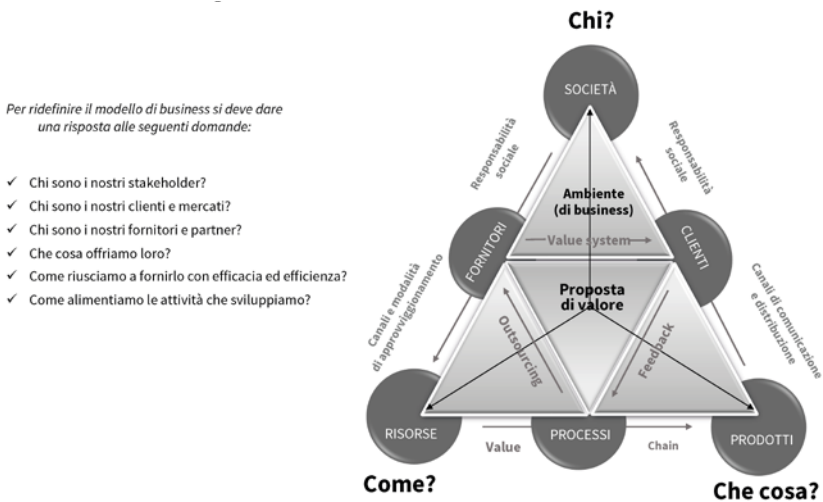 Per ridefinire il modello di business si deve dare
una risposta alle seguenti domande:
✓ Chi sono i nostri stakeholder?
✓ Chi sono i nostri clienti e mercati?
✓ Chi sono i nostri fornitori e partner?
✓ Che cosa offriamo loro?
✓ Come riusciamo a fornirlo con efficacia ed efficienza?
✓ Come alimentiamo le attività che sviluppiamo?
Chi?
SOCIETÀ
Responsabilità
sociale
Responsabilità
sociale
Ambiente
(di business)
FORNITORI
Value system
CLIENTI
Canali e modalità
di approvviggionamento
Proposta
di valore
Canali di comunicazione
e distribuzione
Outsourcing
Feedback
RISORSE
Value
PROCESSI
Chain
PRODOTTI
Come?
Che cosa?